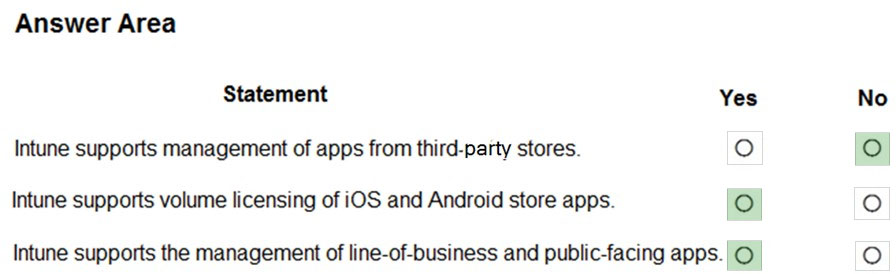 Answer Area
Statement Yes No
Intune supports management of apps from third-party stores.
Intune supports volume licensing of iOS and Android store apps.
Intune supports the management of line-of-business and public-facing apps.